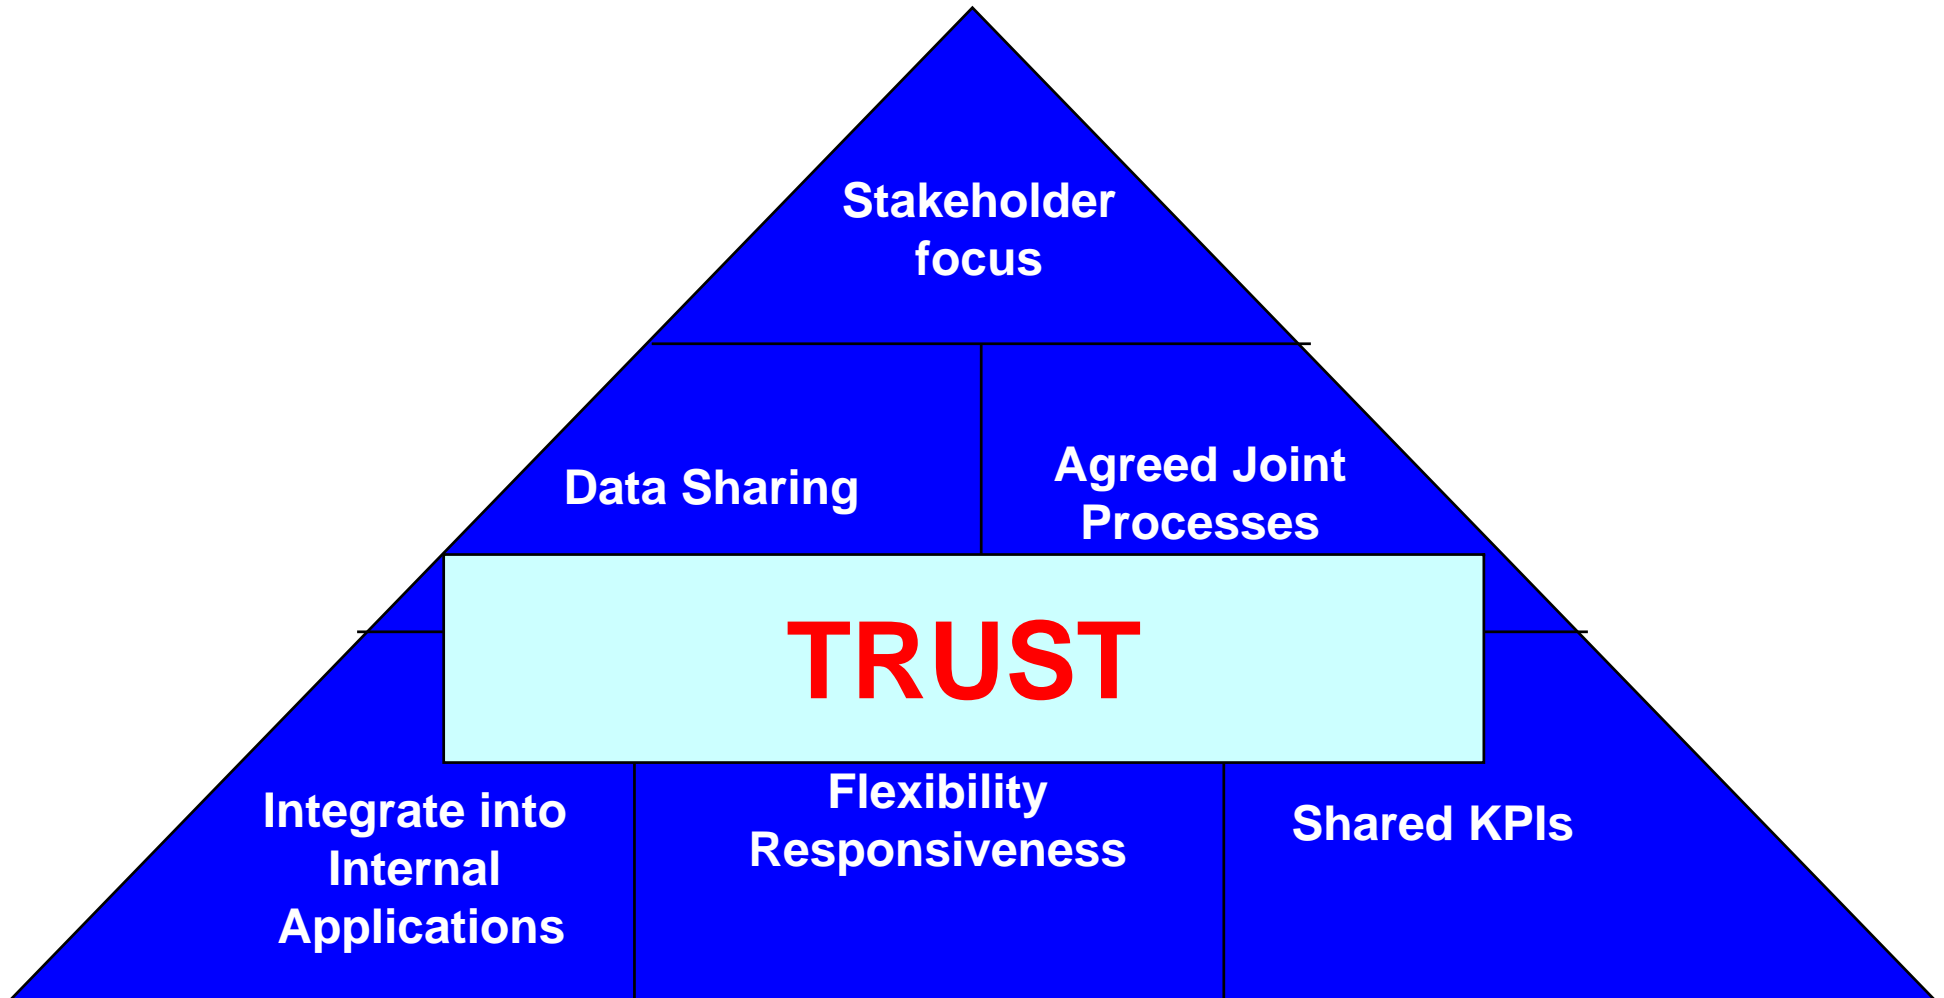 Stakeholder
focus
Data Sharing
Agreed Joint
Processes
TRUST
Integrate into
Internal
Applications
Flexibility
Responsiveness
Shared KPIs